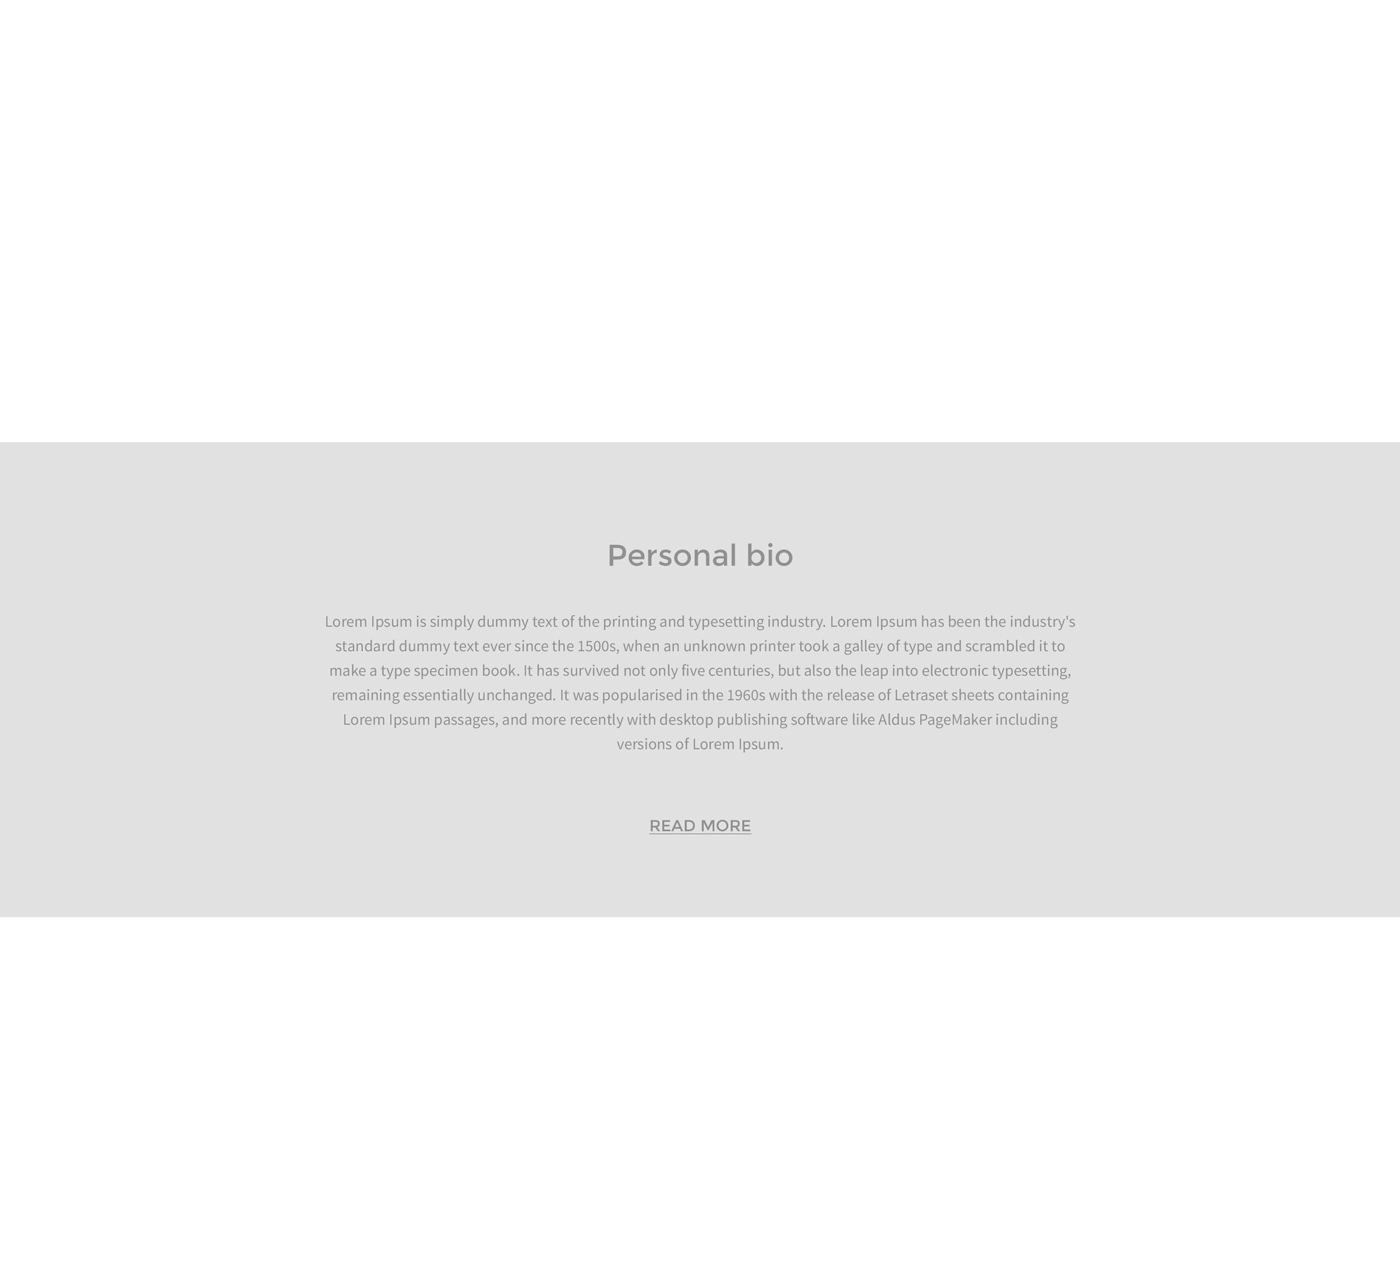 Personal bio
Lorem Ipsum is simply dummy text of the printing and typesetting industry. Lorem Ipsum has been the industry's
standard dummy text ever since the 1500s, when an unknown printer took a galley of type and scrambled it to
make a type specimen book. It has survived not only five centuries, but also the leap into electronic typesetting,
remaining essentially unchanged. It was popularised in the 1960s with the release of Letraset sheets containing
Lorem Ipsum passages, and more recently with desktop publishing software like Aldus PageMaker including
versions of Lorem Ipsum.
READ MORE